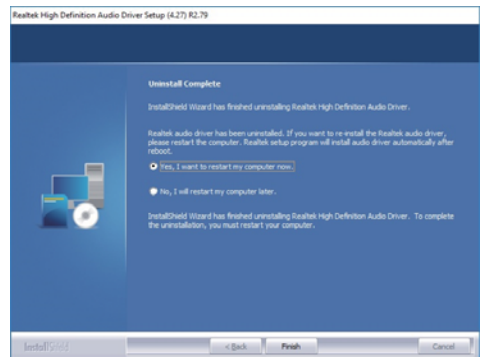 Realtek High Definition Audio Driver Setup (4.27) R2.79
Uninstall Complete
InstallShield Wizard has finished uninstalling Realtek High Definition Audio Driver.
Realtek audio driver has been uninstalled. If you want to re-install the Realtek audio driver,
please restart the computer. Realtek setup program will install audio driver automatically after
reboot.
Yes, I want to restart my computer now.
No, I will restart my computer later.
InstallShield Wizard has finished uninstalling Realtek High Definition Audio Driver. To complete
the uninstallation, you must restart your computer.
InstallShield
< Back
Finish
Cancel